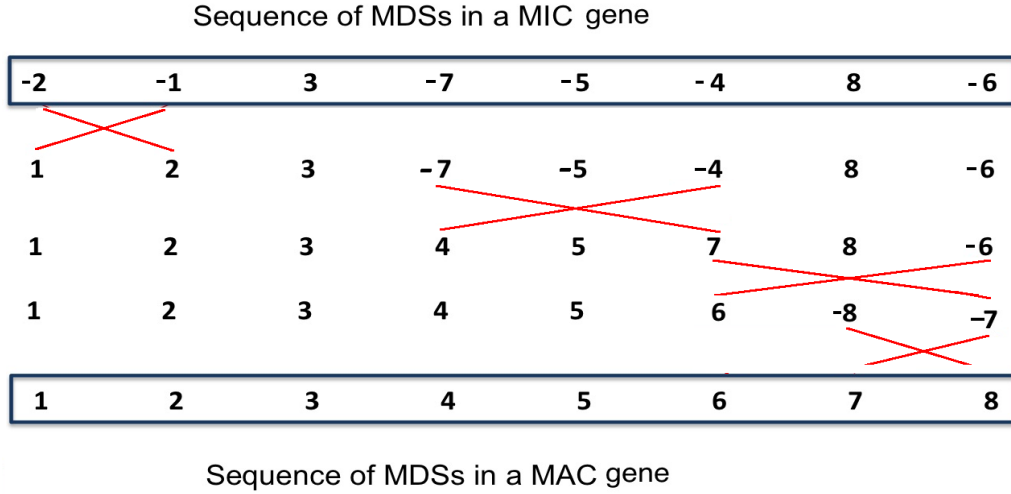 Sequence of MDSs in a MIC gene
-2 -1 3 -7 -5 -4 8 -6
1 2 3 -7 -5 -4 8 -6
1 2 3 4 5 7 8 -6
1 2 3 4 5 6 -8 -7
1 2 3 4 5 6 7 8
Sequence of MDSs in a MAC gene